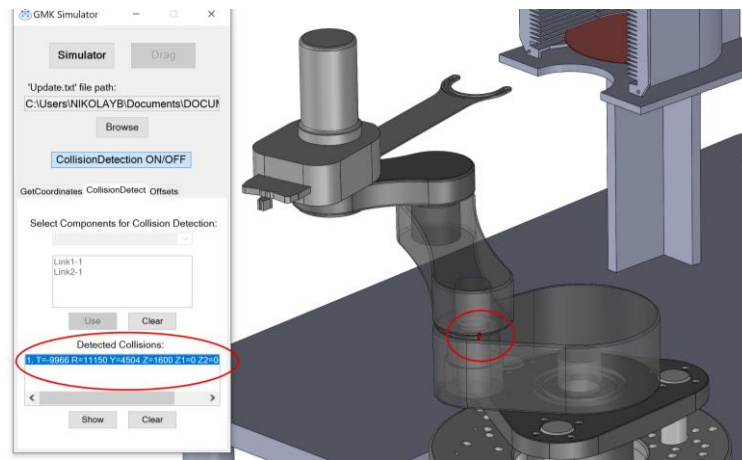 GMK Simulator
Simulator
Drag
'Update.txt' file path:
C:\Users\NIKOLAYB\Documents\DOCUM
Browse
CollisionDetection ON/OFF
GetCoordinates CollisionDetect Offsets
Select Components for Collision Detection:
Link1-1
Link2-1
Use
Clear
Detected Collisions:
1. T=-9966 R=11150 Y=4504 Z=1600 Z1=0 Z2=0
Show
Clear